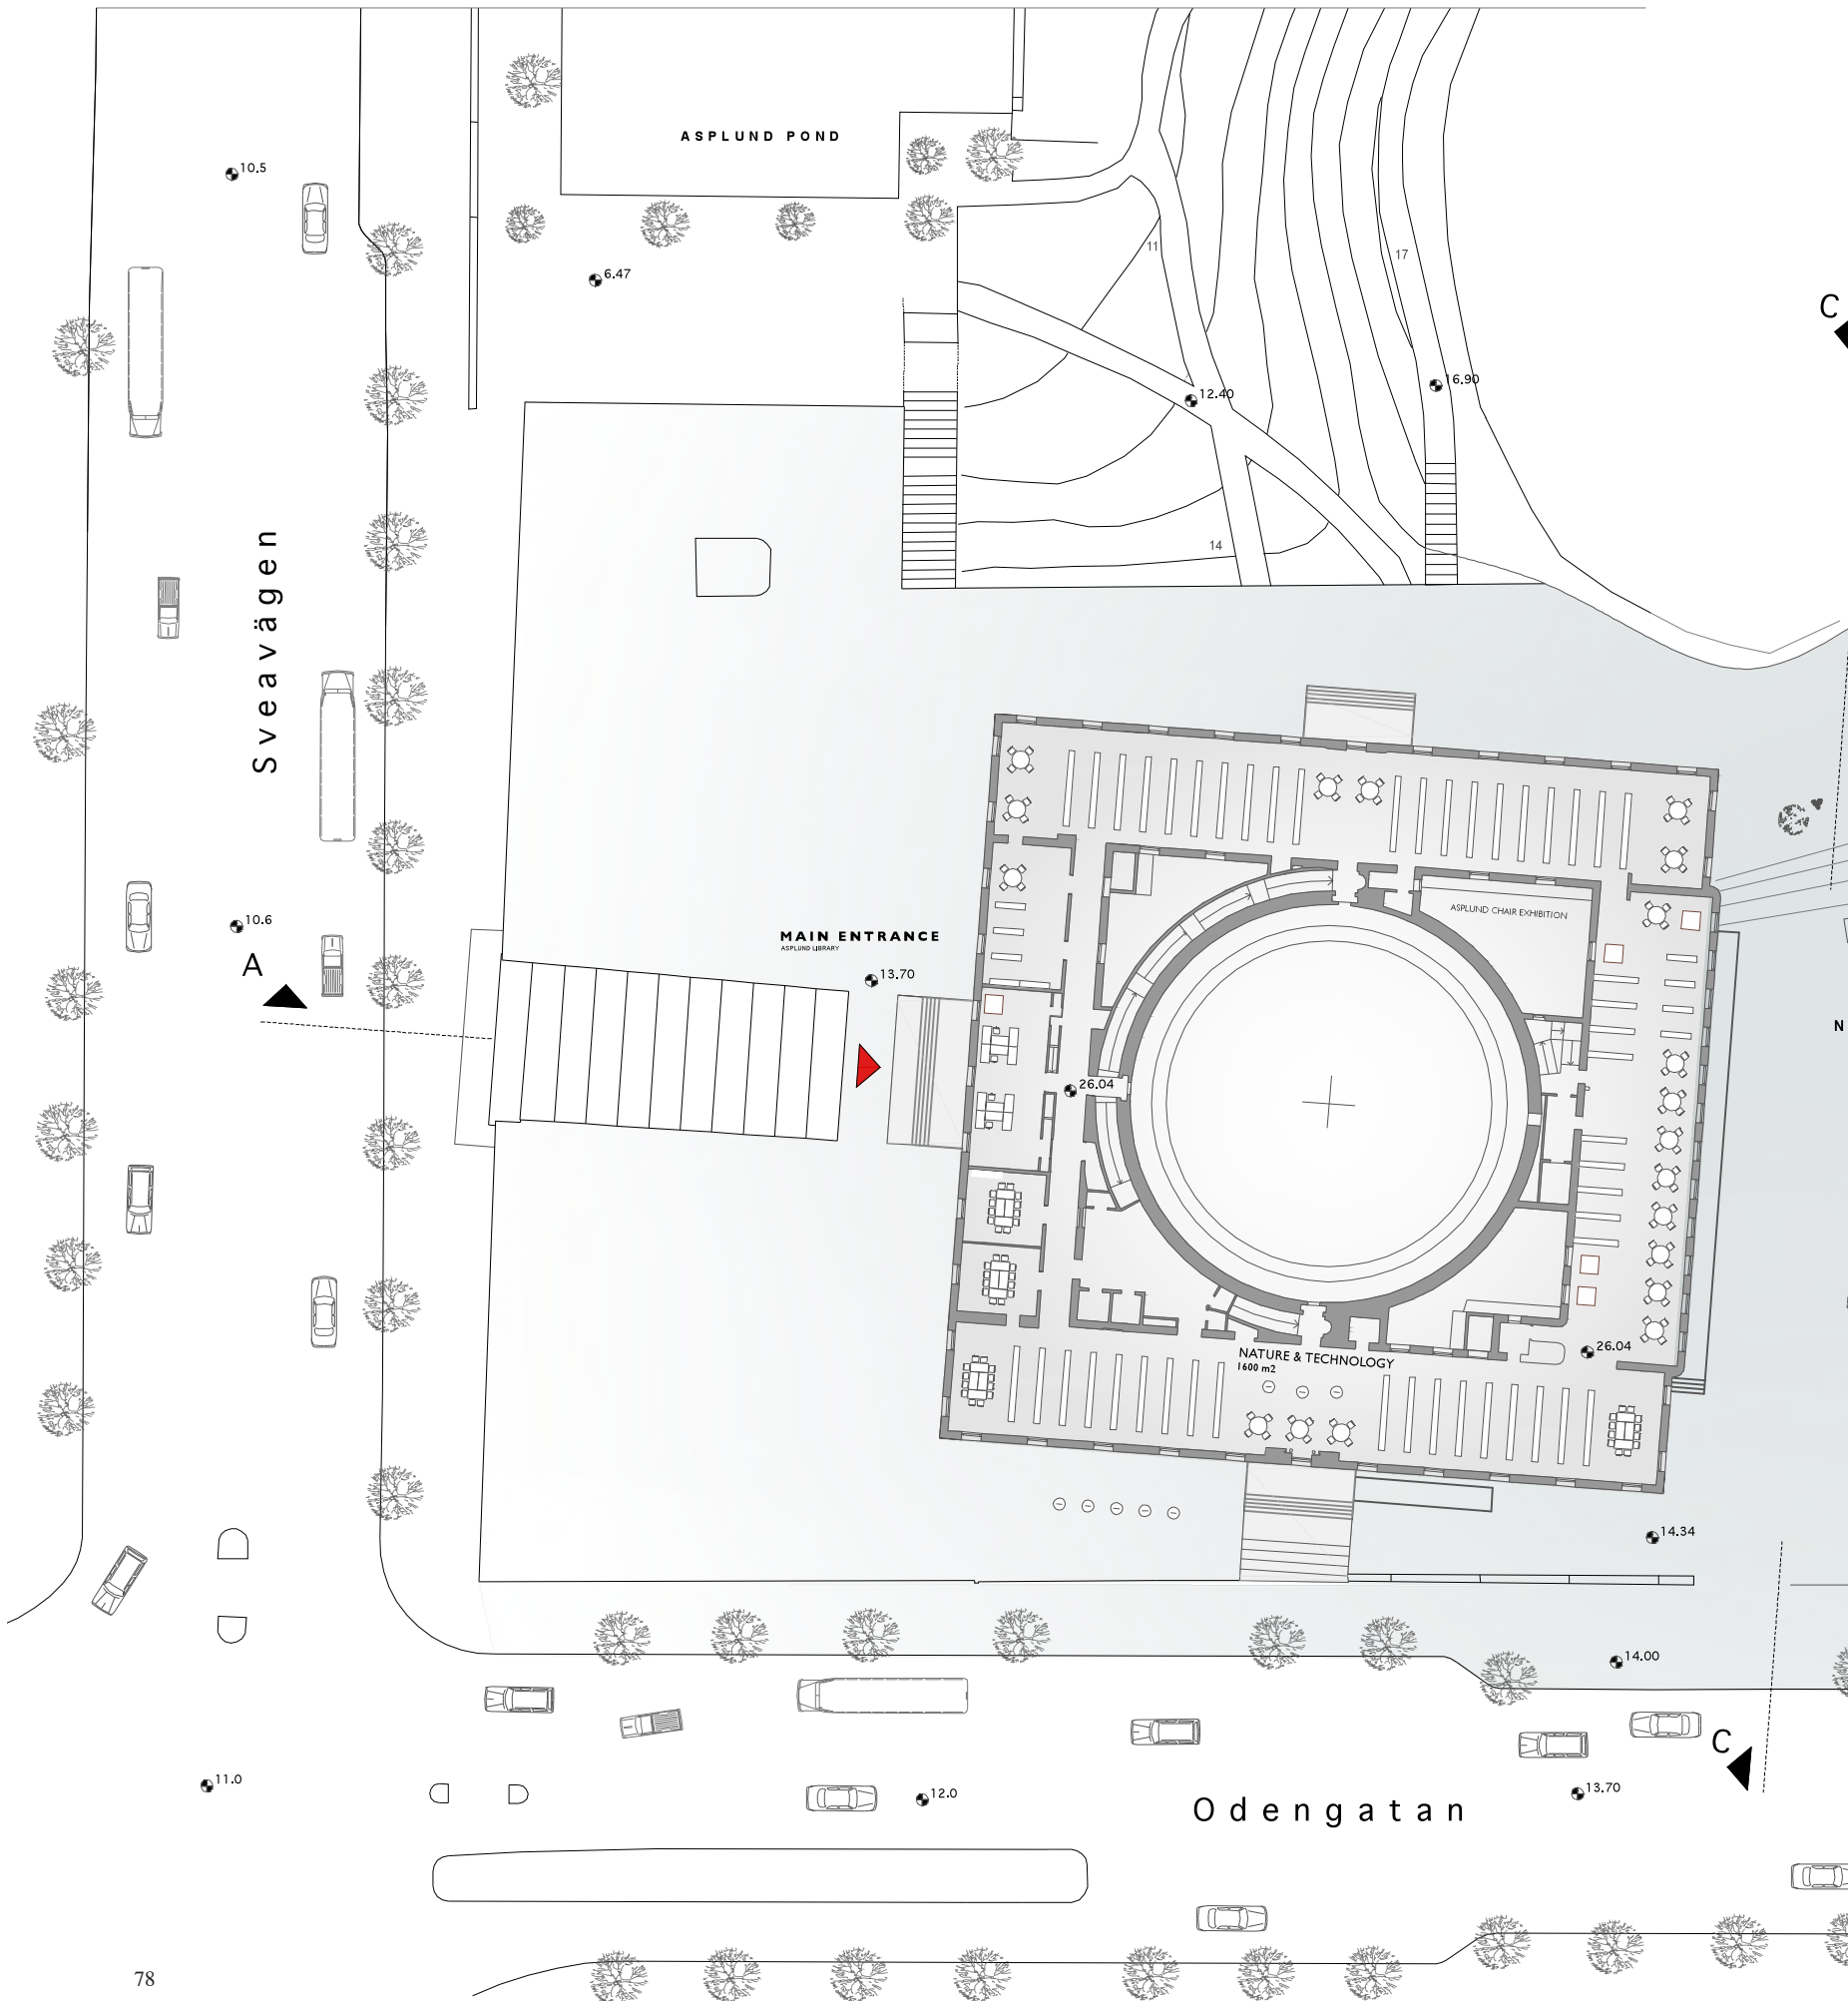 ASPLUND POND
10.5
11
17
6.47
C
16.90
12.40
Sveavägen
14
MAIN ENTRANCE
ASPLUND LIBRARY
ASPLUND CHAIR EXHIBITION
10.6
A
13.70
N
26.04
26.04
NATURE & TECHNOLOGY
1600 m2
14.34
14.00
C
11.0
12.0
13.70
Odengatan
78